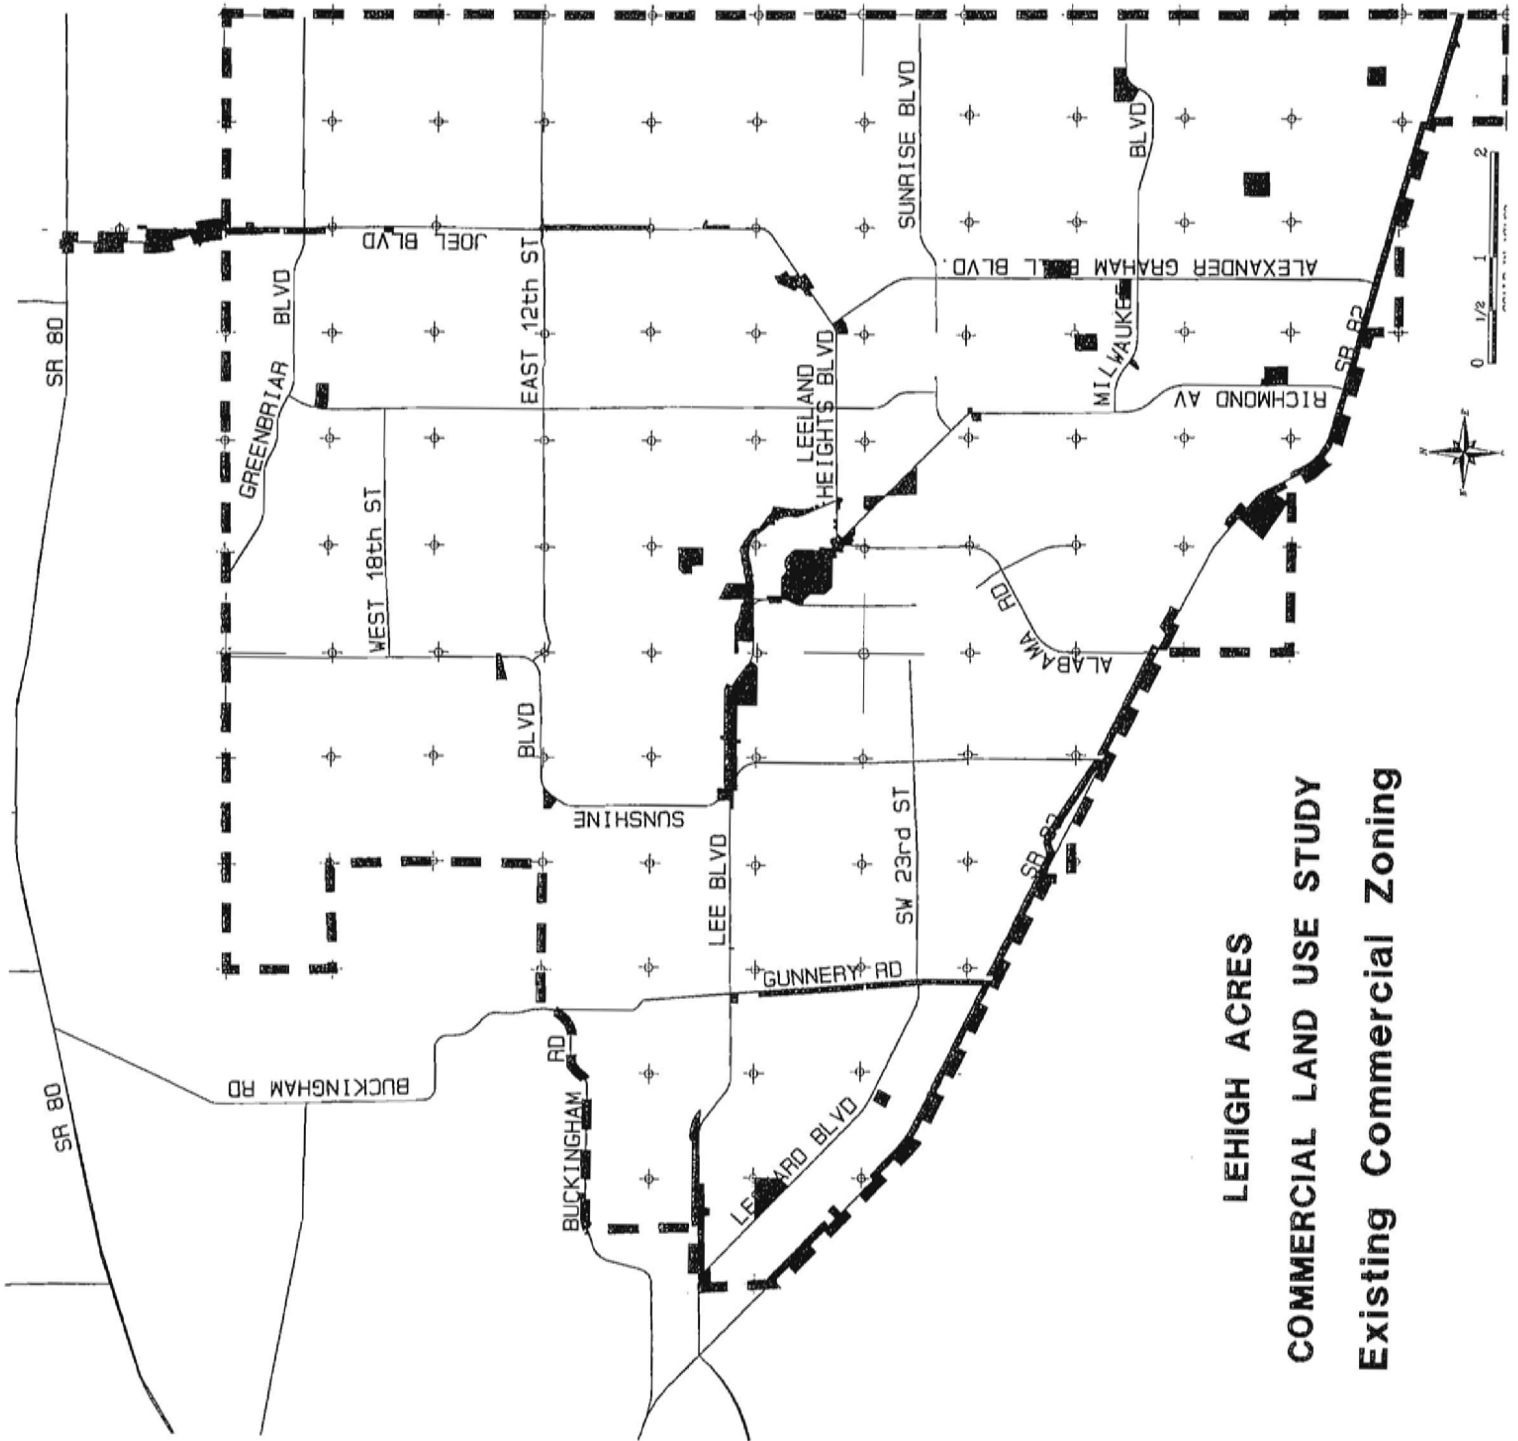 LEHIGH ACRES
COMMERCIAL LAND USE STUDY
Existing Commercial Zoning
SR 80
SR 80
BUCKINGHAM RD
BUCKINGHAM
RD
GREENBRIAR
BLVD
WEST 18th ST
EAST 12th ST
JOEL BLVD
SUNSHINE
BLVD
LEE BLVD
GUNNERY RD
SW 23rd ST
BLVD
LEELAND
HEIGHTS BLVD
SUNRISE BLVD
ALEXANDER GRAHAM
BLVD
MILWAUKEE
BLVD
RICHMOND AV
ALABAMA
RD
SR 82
SR 82
0 1/2 1 2
N
E